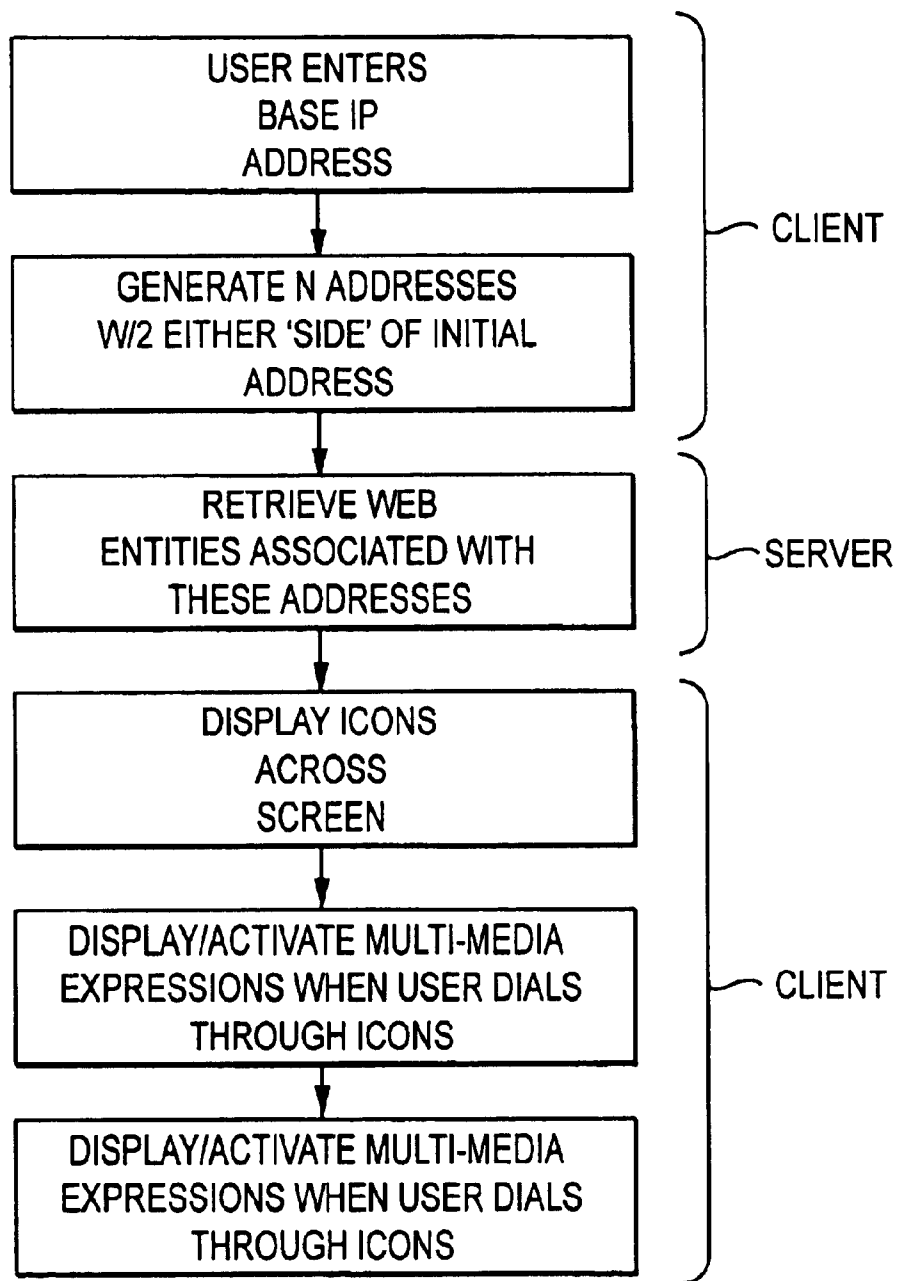 USER ENTERS
BASE IP
ADDRESS
CLIENT
GENERATE N ADDRESSES
W/2 EITHER 'SIDE' OF INITIAL
ADDRESS
RETRIEVE WEB
ENTITIES ASSOCIATED WITH
THESE ADDRESSES
SERVER
DISPLAY ICONS
ACROSS
SCREEN
DISPLAY/ACTIVATE MULTI-MEDIA
EXPRESSIONS WHEN USER DIALS
THROUGH ICONS
CLIENT
DISPLAY/ACTIVATE MULTI-MEDIA
EXPRESSIONS WHEN USER DIALS
THROUGH ICONS